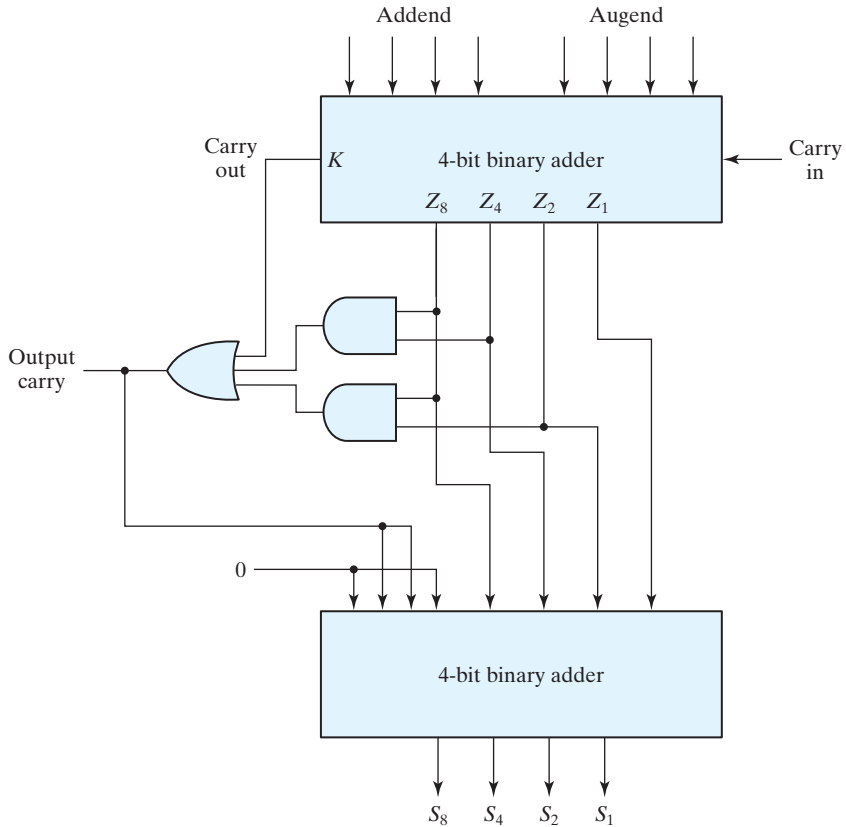 Addend
Augend
Carry
out
K
4-bit binary adder
Carry
in
Z₈ Z₄ Z₂ Z₁
Output
carry
0
4-bit binary adder
S₈ S₄ S₂ S₁